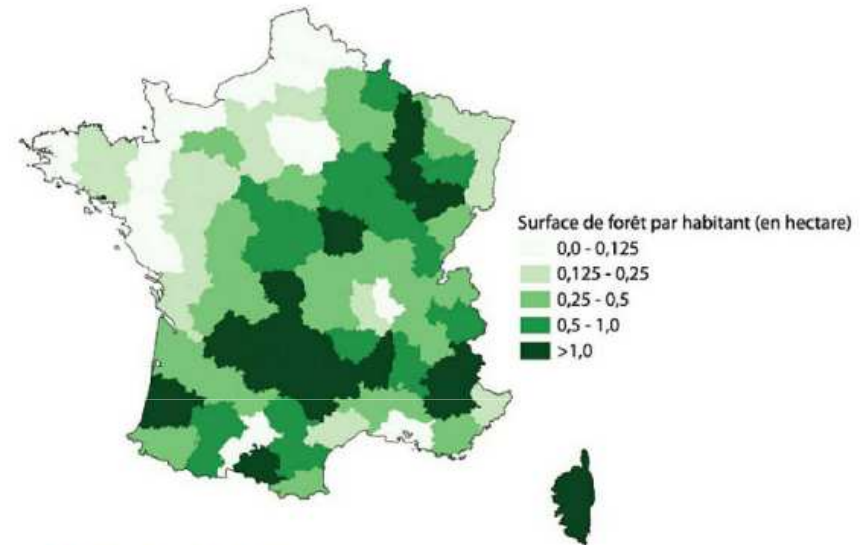 Surface de forêt par habitant (en hectare)
0,0 - 0,125
0,125 - 0,25
0,25 - 0,5
0,5 - 1,0
>1,0